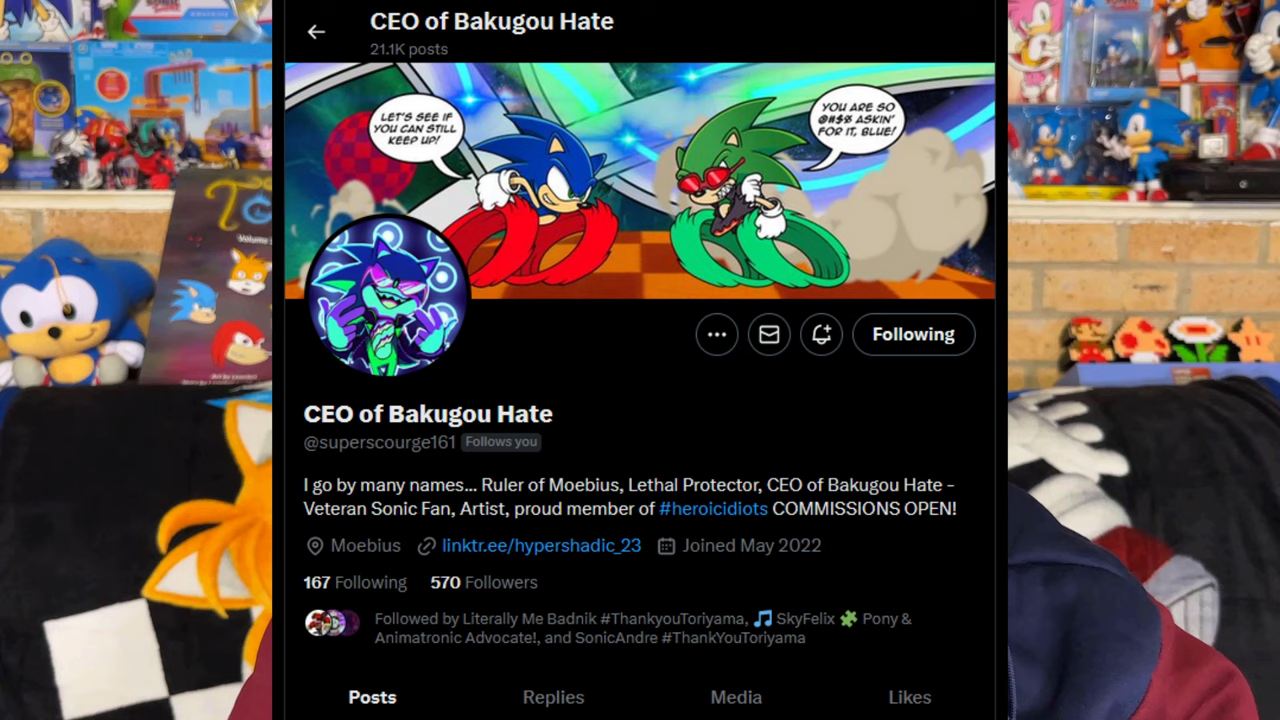 CEO of Bakugou Hate
21.1K posts
LET'S SEE IF
YOU CAN STILL
KEEP UP!
YOU ARE SO
@#$% ASKIN'
FOR IT, BLUE!
Following
CEO of Bakugou Hate
@superscourge161 Follows you
I go by many names... Ruler of Moebius, Lethal Protector, CEO of Bakugou Hate -
Veteran Sonic Fan, Artist, proud member of #heroicidiots COMMISSIONS OPEN!
Moebius linktr.ee/hypershadic_23 Joined May 2022
167 Following 570 Followers
Followed by Literally Me Badnik #ThankyouToriyama, 🎵 SkyFelix 🧩 Pony &
Animatronic Advocate!, and SonicAndre #ThankYouToriyama
Posts Replies Media Likes
Volume